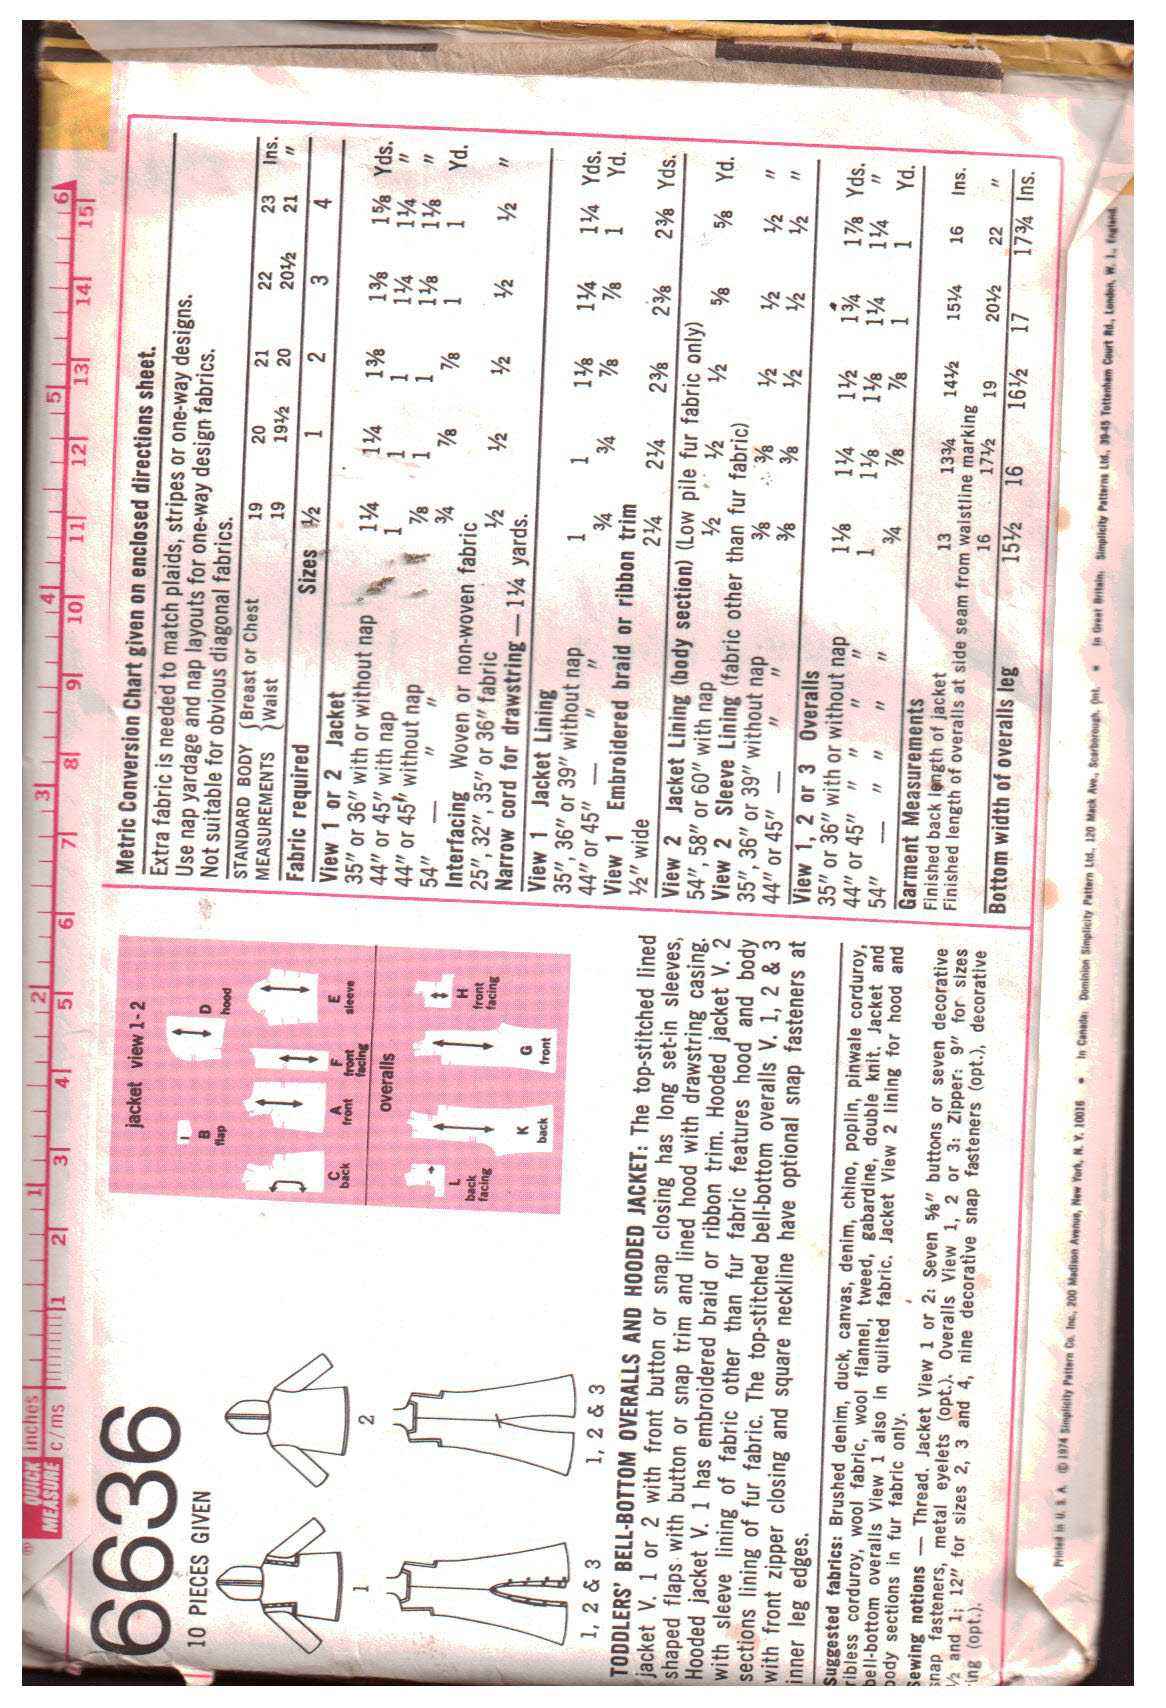 QUICK inches 1 2 3 4 5 6
MEASURE c/ms 1 2 3 4 5 6 7 8 9 10 11 12 13 14 15
6636
10 PIECES GIVEN
1
2
1, 2 & 3
1, 2 & 3
jacket view 1-2
B
flap
D
hood
C
back
A
front
F
front
facing
E
sleeve
overalls
L
back
facing
K
back
G
front
H
front
facing
TODDLERS' BELL-BOTTOM OVERALLS AND HOODED JACKET: The top-stitched lined
jacket V. 1 or 2 with front button or snap closing has long set-in sleeves,
shaped flaps with button or snap trim and lined hood with drawstring casing.
Hooded jacket V. 1 has embroidered braid or ribbon trim. Hooded jacket V. 2
with sleeve lining of fabric other than fur fabric features hood and body
sections lining of fur fabric. The top-stitched bell-bottom overalls V. 1, 2 & 3
with front zipper closing and square neckline have optional snap fasteners at
inner leg edges.
Suggested fabrics: Brushed denim, duck, canvas, denim, chino, poplin, pinwale corduroy,
ribless corduroy, wool fabric, wool flannel, tweed, gabardine, double knit. Jacket and
bell-bottom overalls View 1 also in quilted fabric. Jacket View 2 lining for hood and
body sections in fur fabric only.
Sewing notions — Thread. Jacket View 1 or 2: Seven ⅝″ buttons or seven decorative
snap fasteners, metal eyelets (opt.). Overalls View 1, 2 or 3: Zipper: 9″ for sizes
½ and 1; 12″ for sizes 2, 3 and 4, nine decorative snap fasteners (opt.), decorative
ing (opt.).
Metric Conversion Chart given on enclosed directions sheet.
Extra fabric is needed to match plaids, stripes or one-way designs.
Use nap yardage and nap layouts for one-way design fabrics.
Not suitable for obvious diagonal fabrics.
STANDARD BODY {Breast or Chest 19 20 21 22 23 Ins.
MEASUREMENTS {Waist 19 19½ 20 20½ 21 ″
Fabric required Sizes ½ 1 2 3 4
View 1 or 2 Jacket
35″ or 36″ with or without nap 1¼ 1¼ 1⅜ 1⅜ 1⅝ Yds.
44″ or 45″ with nap 1 1 1 1¼ 1¼ ″
44″ or 45″ without nap ⅞ 1 1 1⅛ 1⅛ ″
54″ — ″ ″ ¾ ⅞ ⅞ 1 1 Yd.
Interfacing Woven or non-woven fabric
25″, 32″, 35″ or 36″ fabric ½ ½ ½ ½ ½ ″
Narrow cord for drawstring — 1¼ yards.
View 1 Jacket Lining
35″, 36″ or 39″ without nap 1 1 1⅛ 1¼ 1¼ Yds.
44″ or 45″ — ″ ″ ¾ ¾ ⅞ ⅞ 1 Yd.
View 1 Embroidered braid or ribbon trim
½″ wide 2¼ 2¼ 2⅜ 2⅜ 2⅜ Yds.
View 2 Jacket Lining (body section) (Low pile fur fabric only)
54″, 58″ or 60″ with nap ½ ½ ½ ⅝ ⅝ Yd.
View 2 Sleeve Lining (fabric other than fur fabric)
35″, 36″ or 39″ without nap ⅜ ⅜ ½ ½ ½ ″
44″ or 45″ — ″ ″ ⅜ ⅜ ½ ½ ½ ″
View 1, 2 or 3 Overalls
35″ or 36″ with or without nap 1⅛ 1¼ 1½ 1¾ 1⅞ Yds.
44″ or 45″ ″ ″ ″ ″ 1 1⅛ 1⅛ 1¼ 1¼ ″
54″ — ″ ″ ″ ″ ¾ ⅞ ⅞ 1 1 Yd.
Garment Measurements
Finished back length of jacket 13 13¾ 14½ 15¼ 16 Ins.
Finished length of overalls at side seam from waistline marking
16 17½ 19 20½ 22 ″
Bottom width of overalls leg 15½ 16 16½ 17 17¾ Ins.
Printed in U. S. A. © 1974 Simplicity Pattern Co. Inc., 200 Madison Avenue, New York, N. Y. 10016 • In Canada: Dominion Simplicity Pattern Ltd., 120 Mack Ave., Scarborough, Ont. • In Great Britain: Simplicity Patterns Ltd., 39-45 Tottenham Court Rd., London, W. 1., England